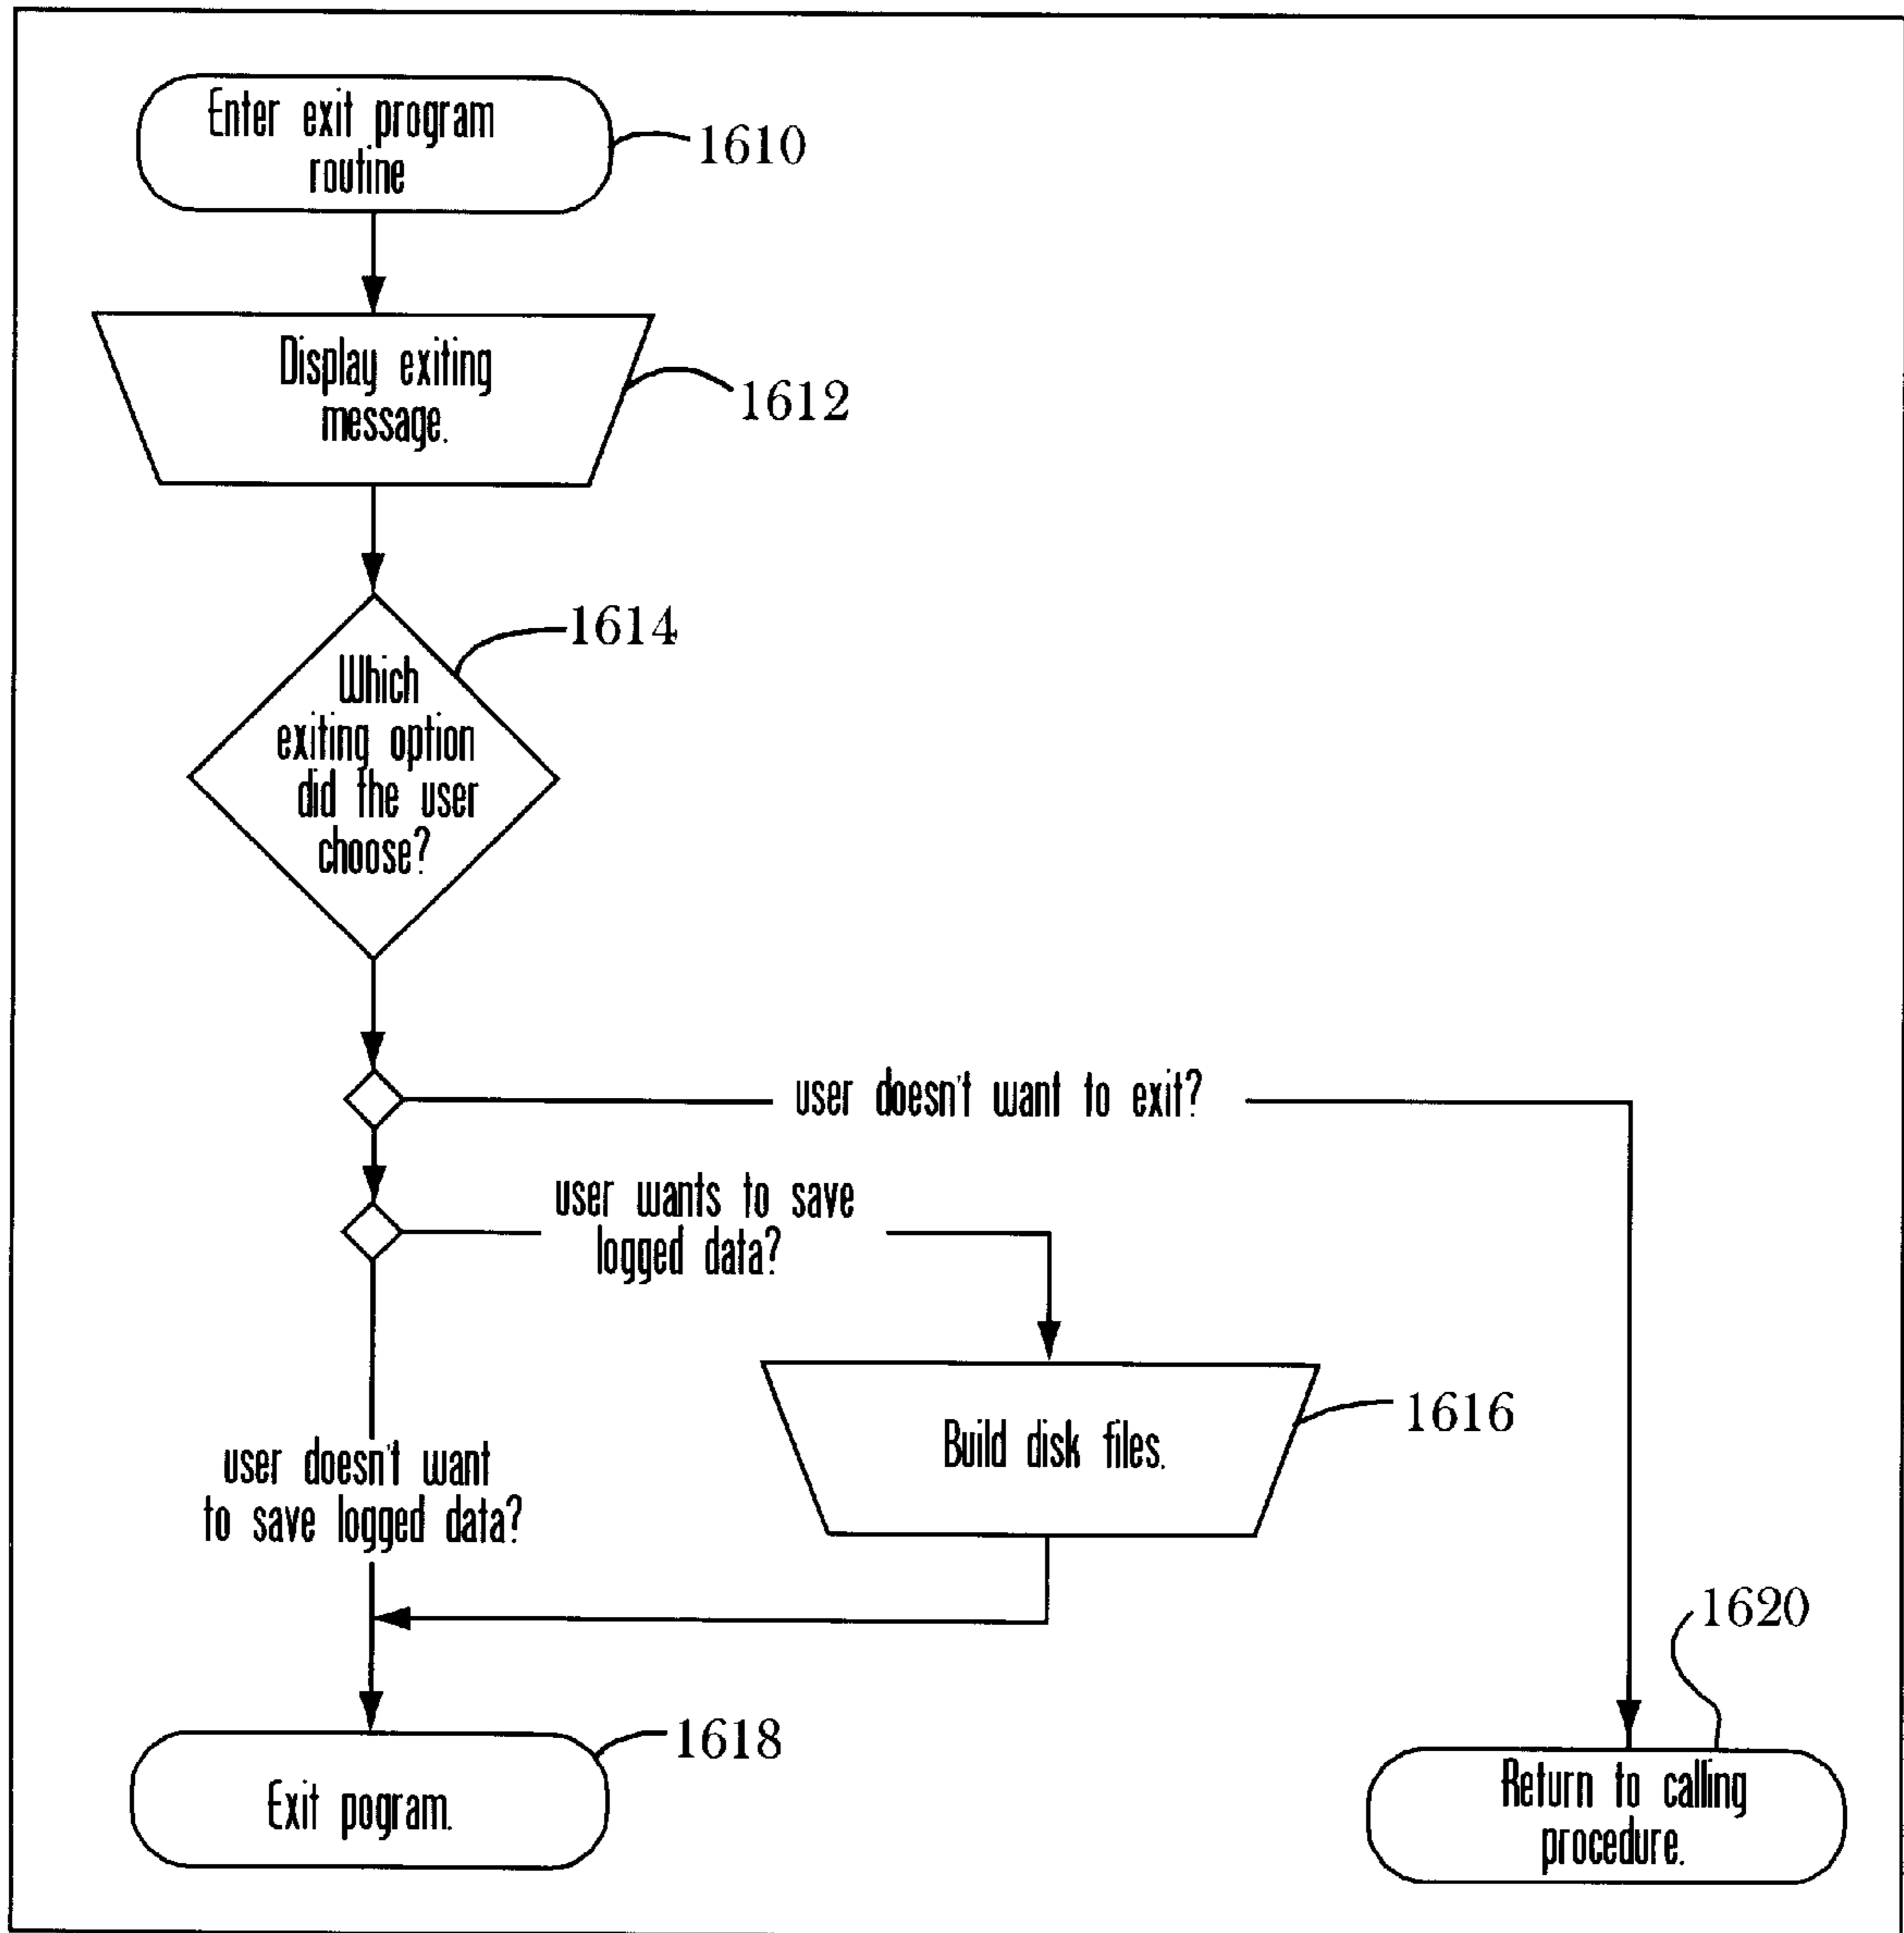 Enter exit program
routine
1610
Display exiting
message.
1612
1614
Which
exiting option
did the user
choose?
user doesn't want to exit?
user wants to save
logged data?
Build disk files.
1616
user doesn't want
to save logged data?
1620
1618
Exit pogram.
Return to calling
procedure.